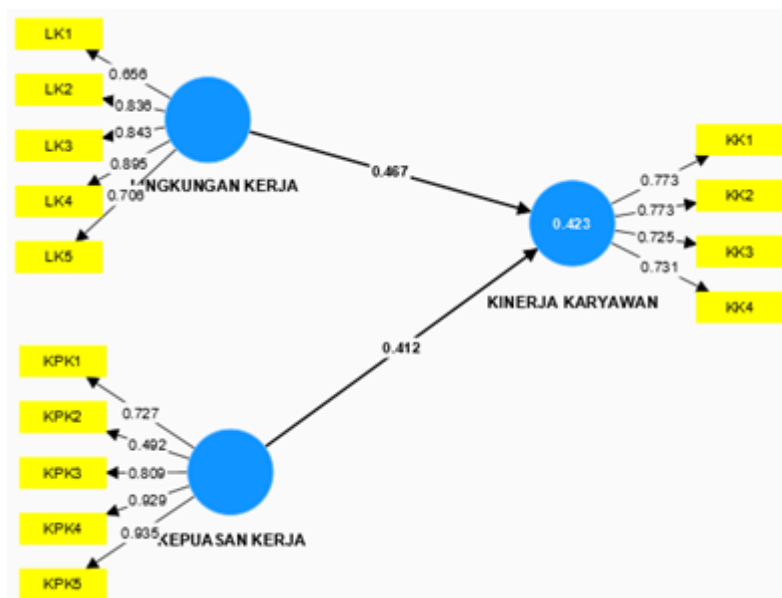 LK1
0.656
LK2
0.836
LK3
0.843
LK4
0.895
LK5
0.706
LINGKUNGAN KERJA
0.467
KK1
0.773
KK2
0.773
KK3
0.725
KK4
0.731
0.423
KINERJA KARYAWAN
0.412
KPK1
0.727
KPK2
0.492
KPK3
0.809
KPK4
0.929
KPK5
0.935
KEPUASAN KERJA